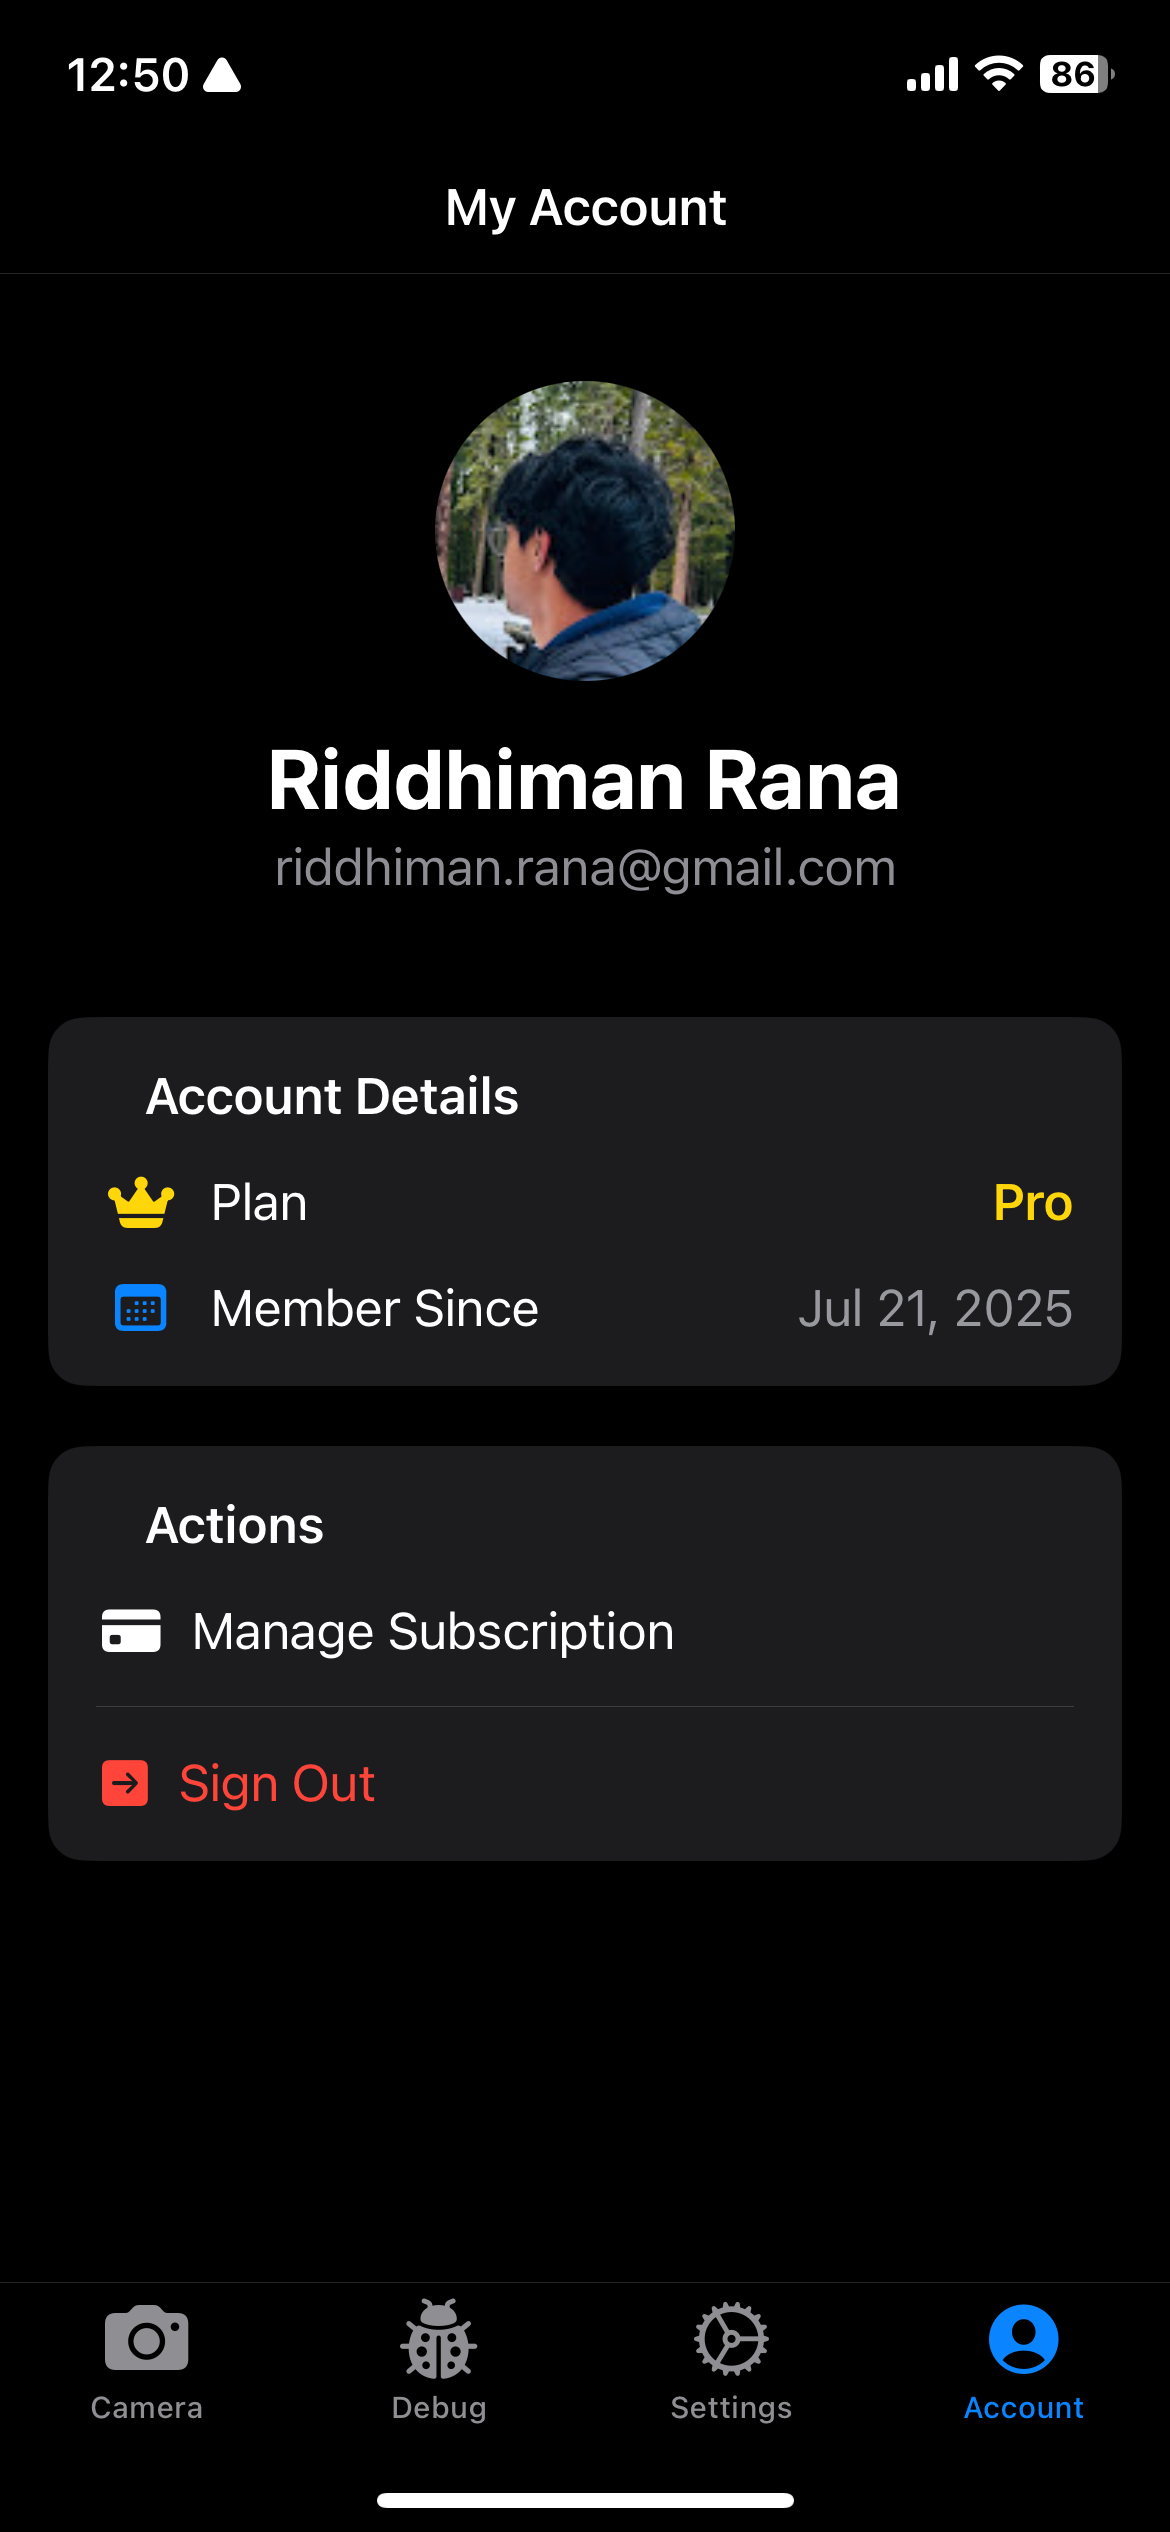 12:50
86
My Account
Riddhiman Rana
riddhiman.rana@gmail.com
Account Details
Plan Pro
Member Since Jul 21, 2025
Actions
Manage Subscription
Sign Out
Camera Debug Settings Account